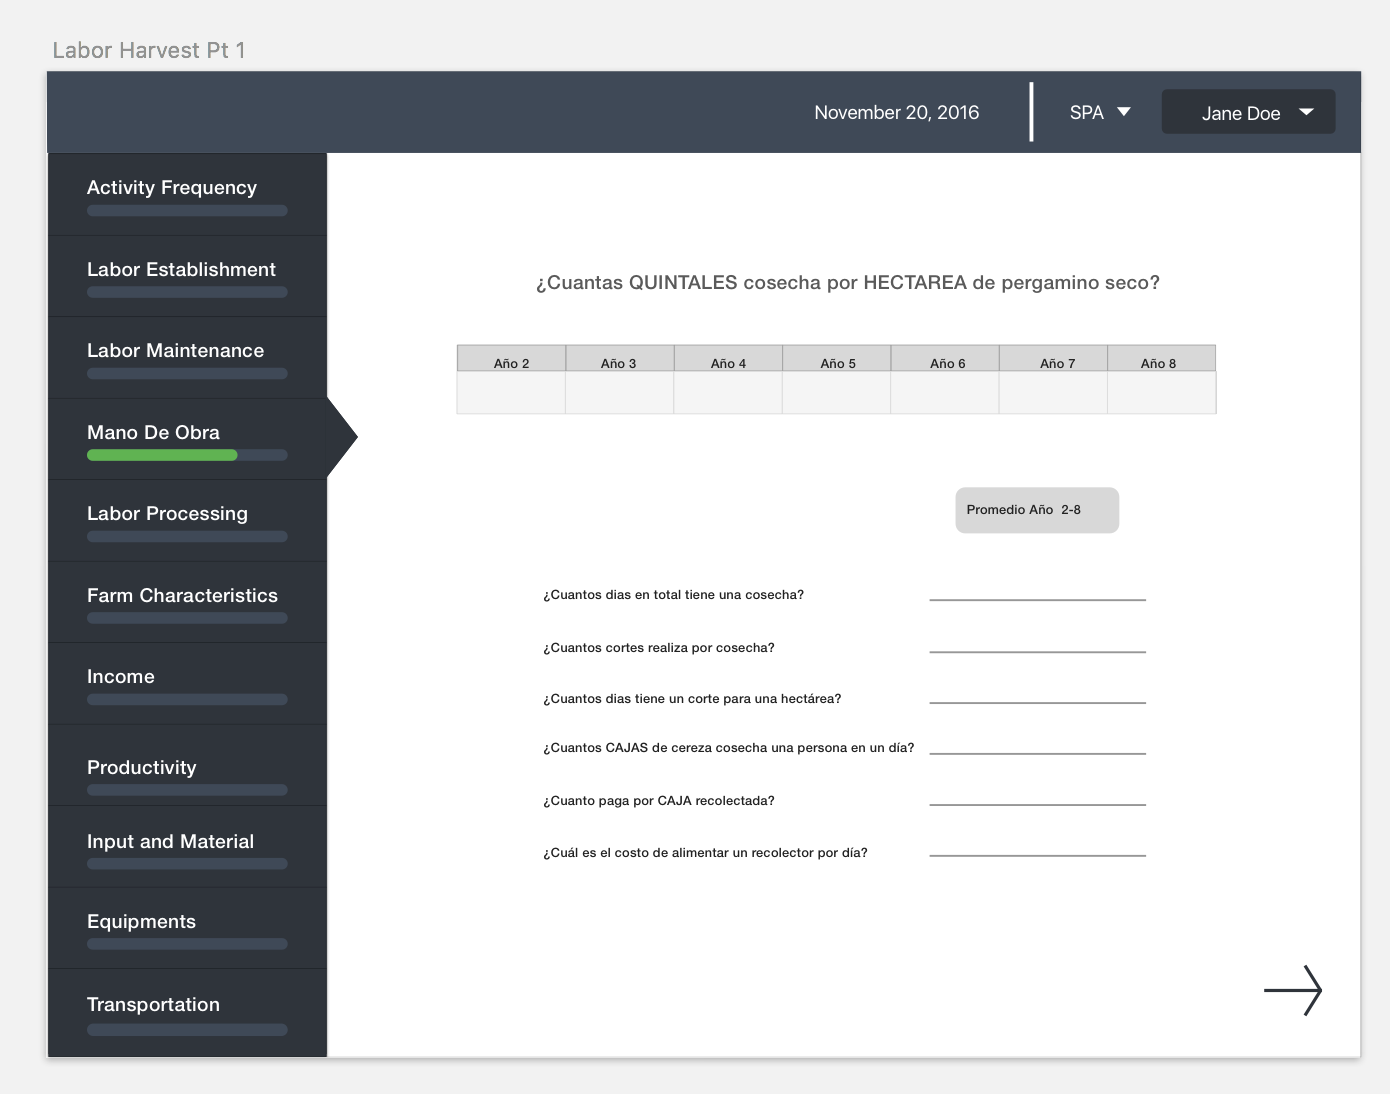 Labor Harvest Pt 1
November 20, 2016
SPA
Jane Doe
Activity Frequency
Labor Establishment
Labor Maintenance
Mano De Obra
Labor Processing
Farm Characteristics
Income
Productivity
Input and Material
Equipments
Transportation
¿Cuantas QUINTALES cosecha por HECTAREA de pergamino seco?
Año 2 Año 3 Año 4 Año 5 Año 6 Año 7 Año 8
Promedio Año 2-8
¿Cuantos dias en total tiene una cosecha?
¿Cuantos cortes realiza por cosecha?
¿Cuantos dias tiene un corte para una hectárea?
¿Cuantos CAJAS de cereza cosecha una persona en un día?
¿Cuanto paga por CAJA recolectada?
¿Cuál es el costo de alimentar un recolector por día?